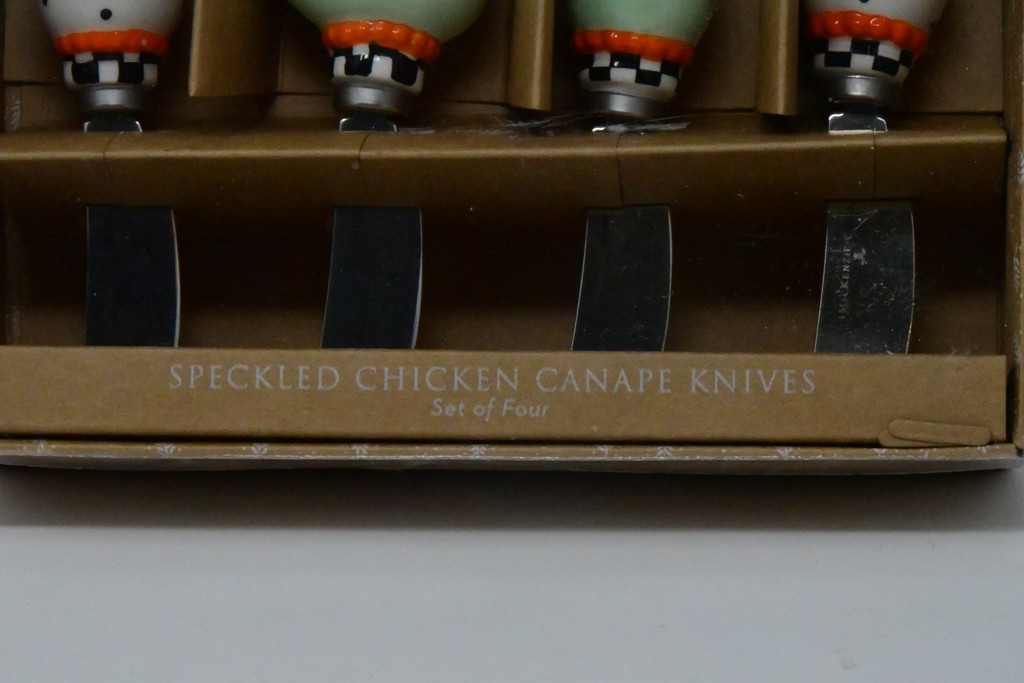 SPECKLED CHICKEN CANAPE KNIVES
Set of Four